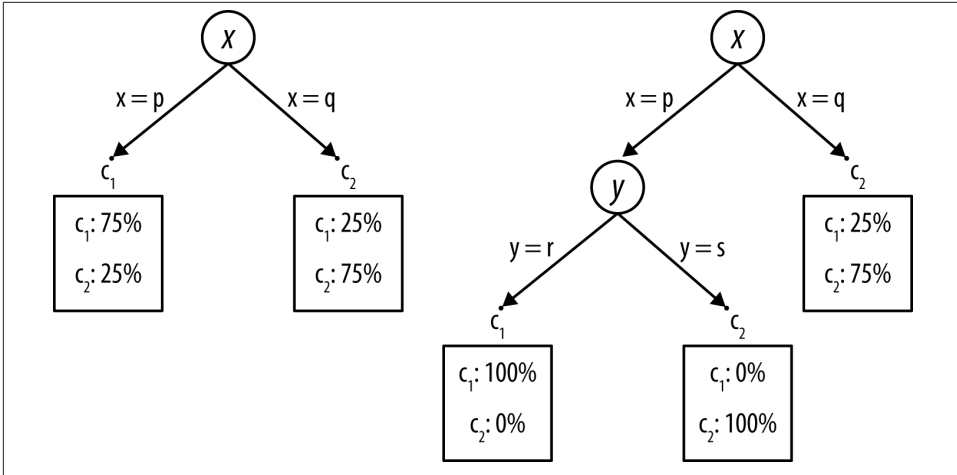 x
x = p
x = q
c₁
c₁: 75%
c₂: 25%
c₂
c₁: 25%
c₂: 75%
x
x = p
x = q
y
y = r
y = s
c₁
c₁: 100%
c₂: 0%
c₂
c₁: 0%
c₂: 100%
c₂
c₁: 25%
c₂: 75%